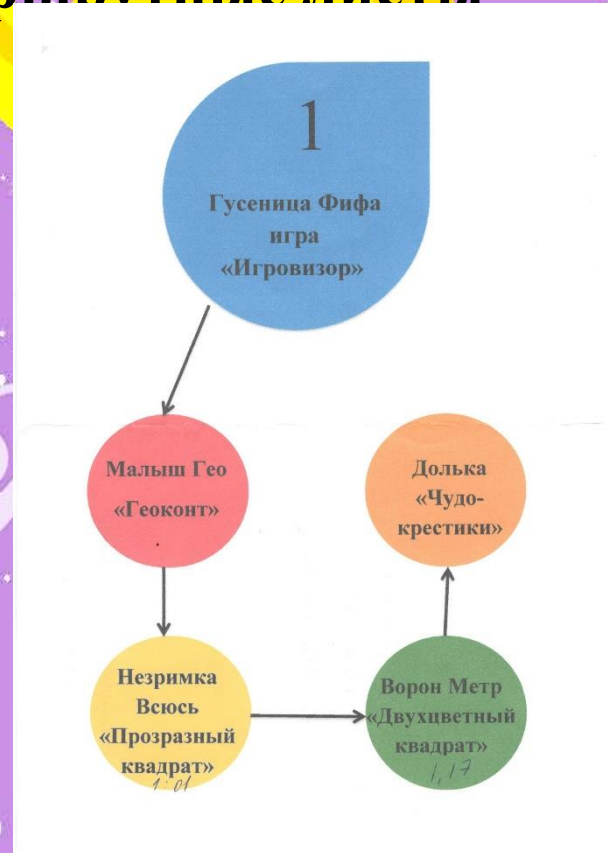 1
Гусеница Фифа
игра
«Игровизор»
Малыш Гео
«Геоконт»
Долька
«Чудо-
крестики»
Незримка
Всюсь
«Прозразный
квадрат»
1:01
Ворон Метр
«Двухцветный
квадрат»
1,17